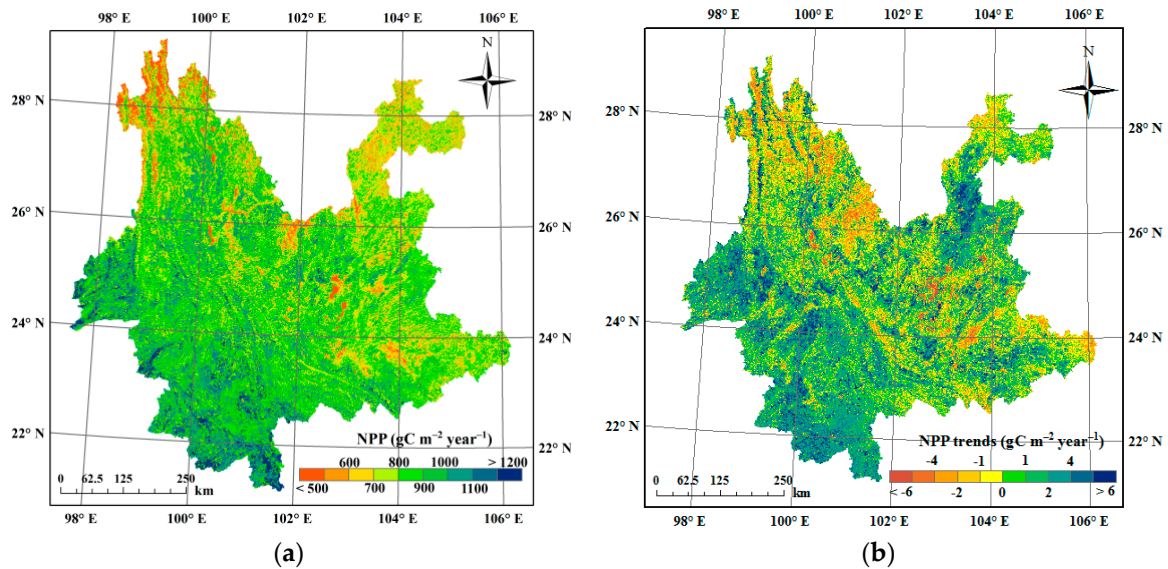 98° E 100° E 102° E 104° E 106° E
N
28° N 28° N
26° N 26° N
24° N 24° N
22° N 22° N
NPP (gC m⁻² year⁻¹)
600 800 1000 > 1200
< 500 700 900 1100
0 62.5 125 250
km
98° E 100° E 102° E 104° E 106° E
(a)
98° E 100° E 102° E 104° E 106° E
N
28° N 28° N
26° N 26° N
24° N 24° N
22° N 22° N
NPP trends (gC m⁻² year⁻¹)
-4 -1 1 4
< -6 -2 0 2 > 6
0 62.5 125 250
km
98° E 100° E 102° E 104° E 106° E
(b)